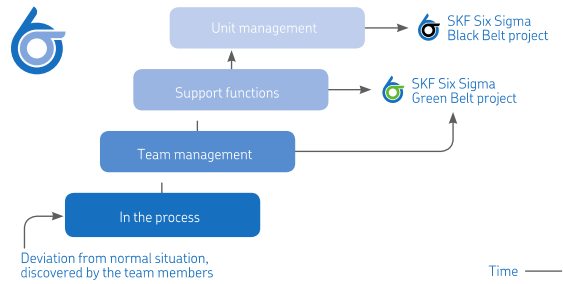 Unit management
SKF Six Sigma
Black Belt project
Support functions
SKF Six Sigma
Green Belt project
Team management
In the process
Deviation from normal situation,
discovered by the team members
Time